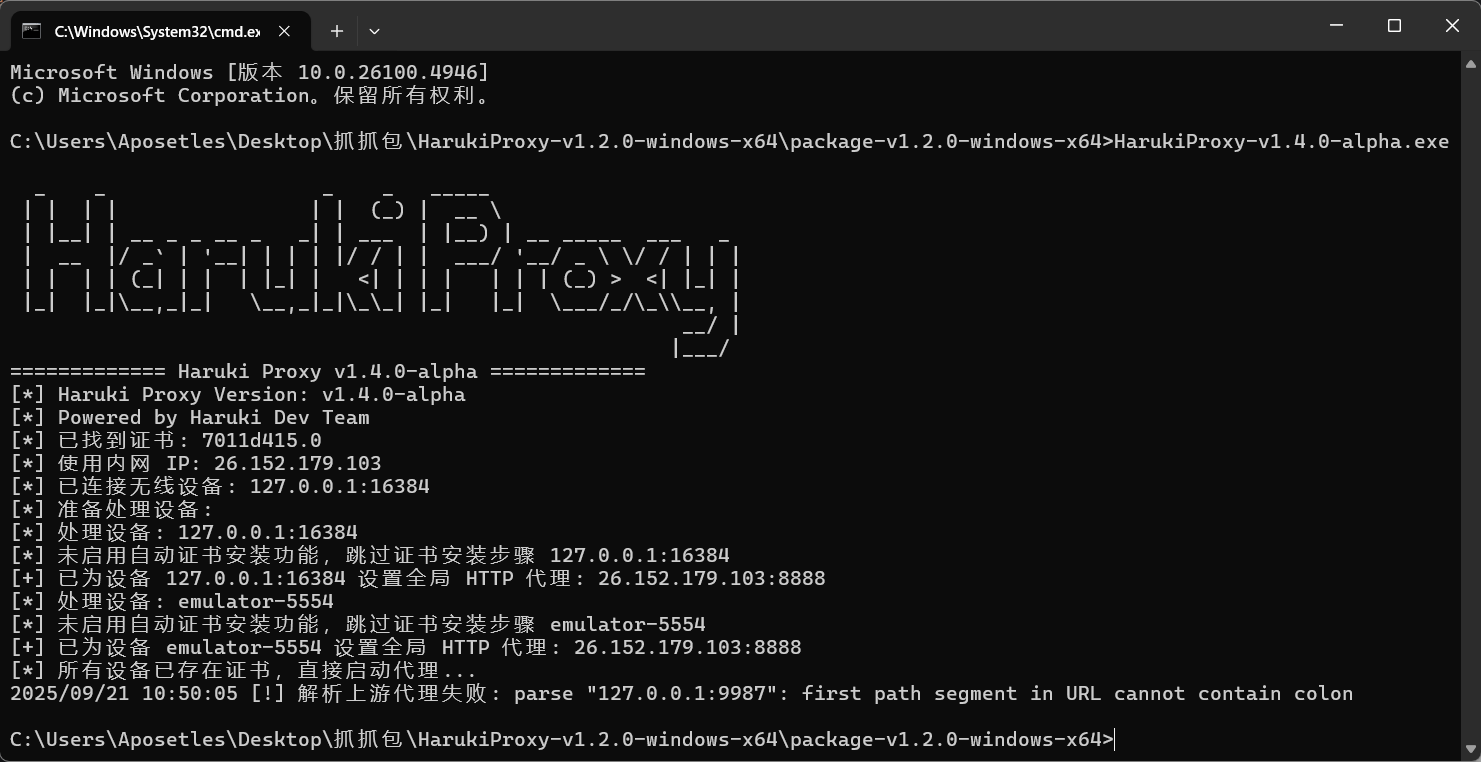 C:\Windows\System32\cmd.ex
Microsoft Windows [版本 10.0.26100.4946]
(c) Microsoft Corporation。保留所有权利。
C:\Users\Aposetles\Desktop\抓抓包\HarukiProxy-v1.2.0-windows-x64\package-v1.2.0-windows-x64>HarukiProxy-v1.4.0-alpha.exe
HarukiProxy
============= Haruki Proxy v1.4.0-alpha =============
[*] Haruki Proxy Version: v1.4.0-alpha
[*] Powered by Haruki Dev Team
[*] 已找到证书: 7011d415.0
[*] 使用内网 IP: 26.152.179.103
[*] 已连接无线设备: 127.0.0.1:16384
[*] 准备处理设备:
[*] 处理设备: 127.0.0.1:16384
[*] 未启用自动证书安装功能, 跳过证书安装步骤 127.0.0.1:16384
[+] 已为设备 127.0.0.1:16384 设置全局 HTTP 代理: 26.152.179.103:8888
[*] 处理设备: emulator-5554
[*] 未启用自动证书安装功能, 跳过证书安装步骤 emulator-5554
[+] 已为设备 emulator-5554 设置全局 HTTP 代理: 26.152.179.103:8888
[*] 所有设备已存在证书, 直接启动代理...
2025/09/21 10:50:05 [!] 解析上游代理失败: parse "127.0.0.1:9987": first path segment in URL cannot contain colon
C:\Users\Aposetles\Desktop\抓抓包\HarukiProxy-v1.2.0-windows-x64\package-v1.2.0-windows-x64>